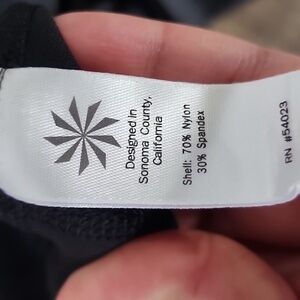 Designed In
Sonoma County,
California
Shell: 70% Nylon
30% Spandex
RN #54023